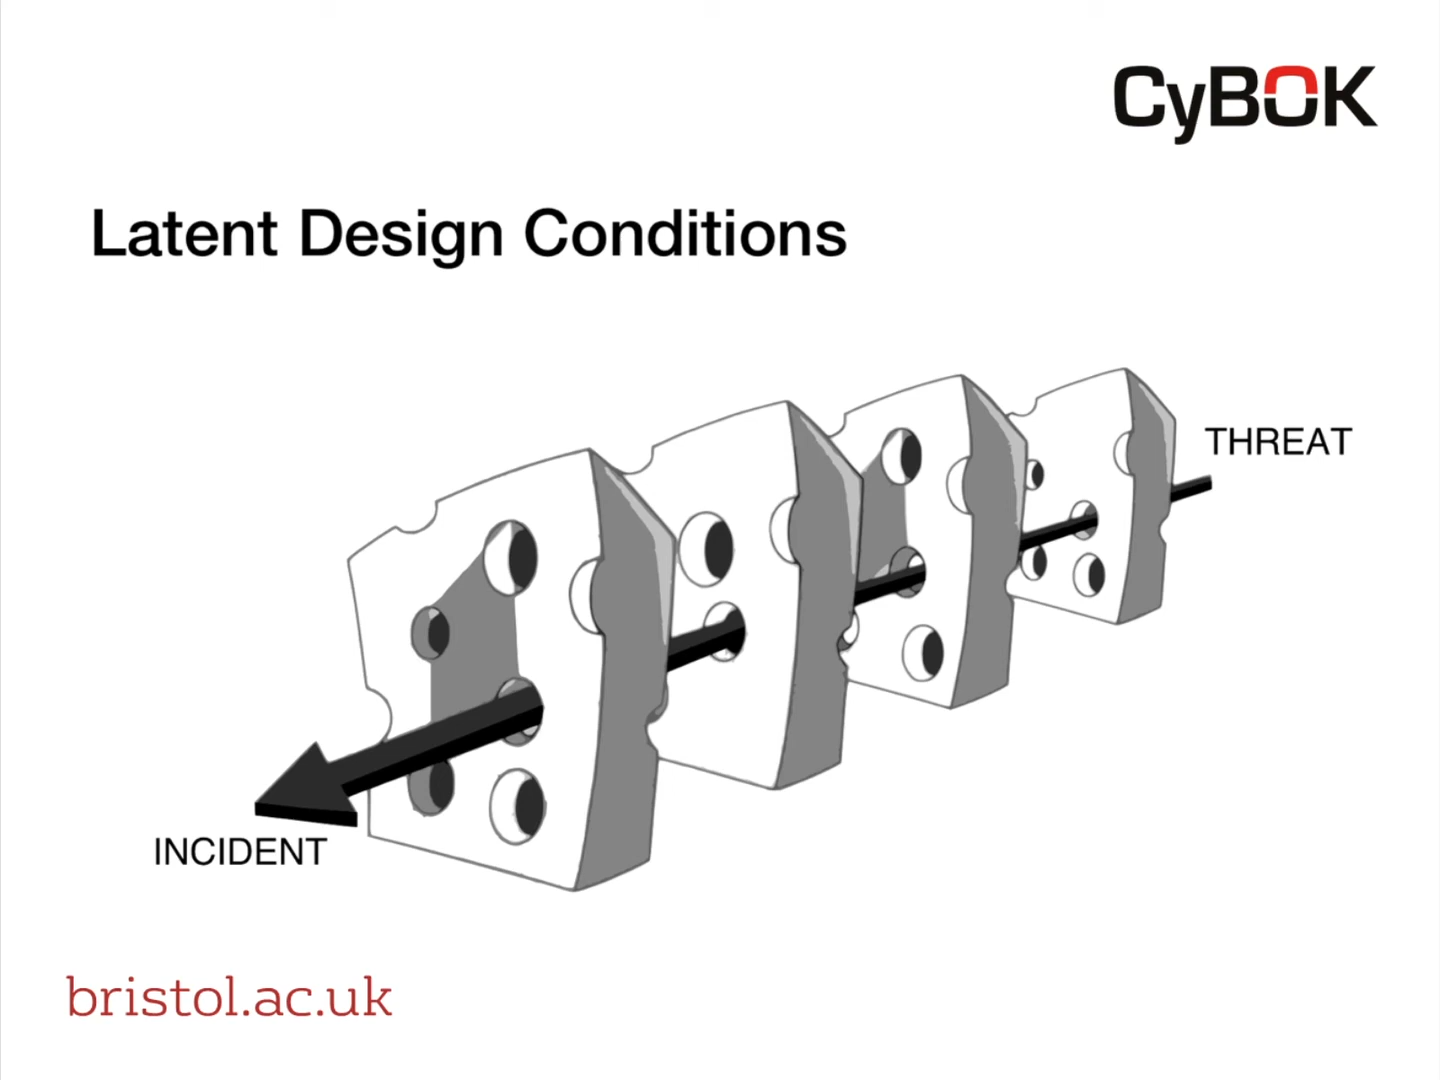 CyBOK
Latent Design Conditions
THREAT
INCIDENT
bristol.ac.uk